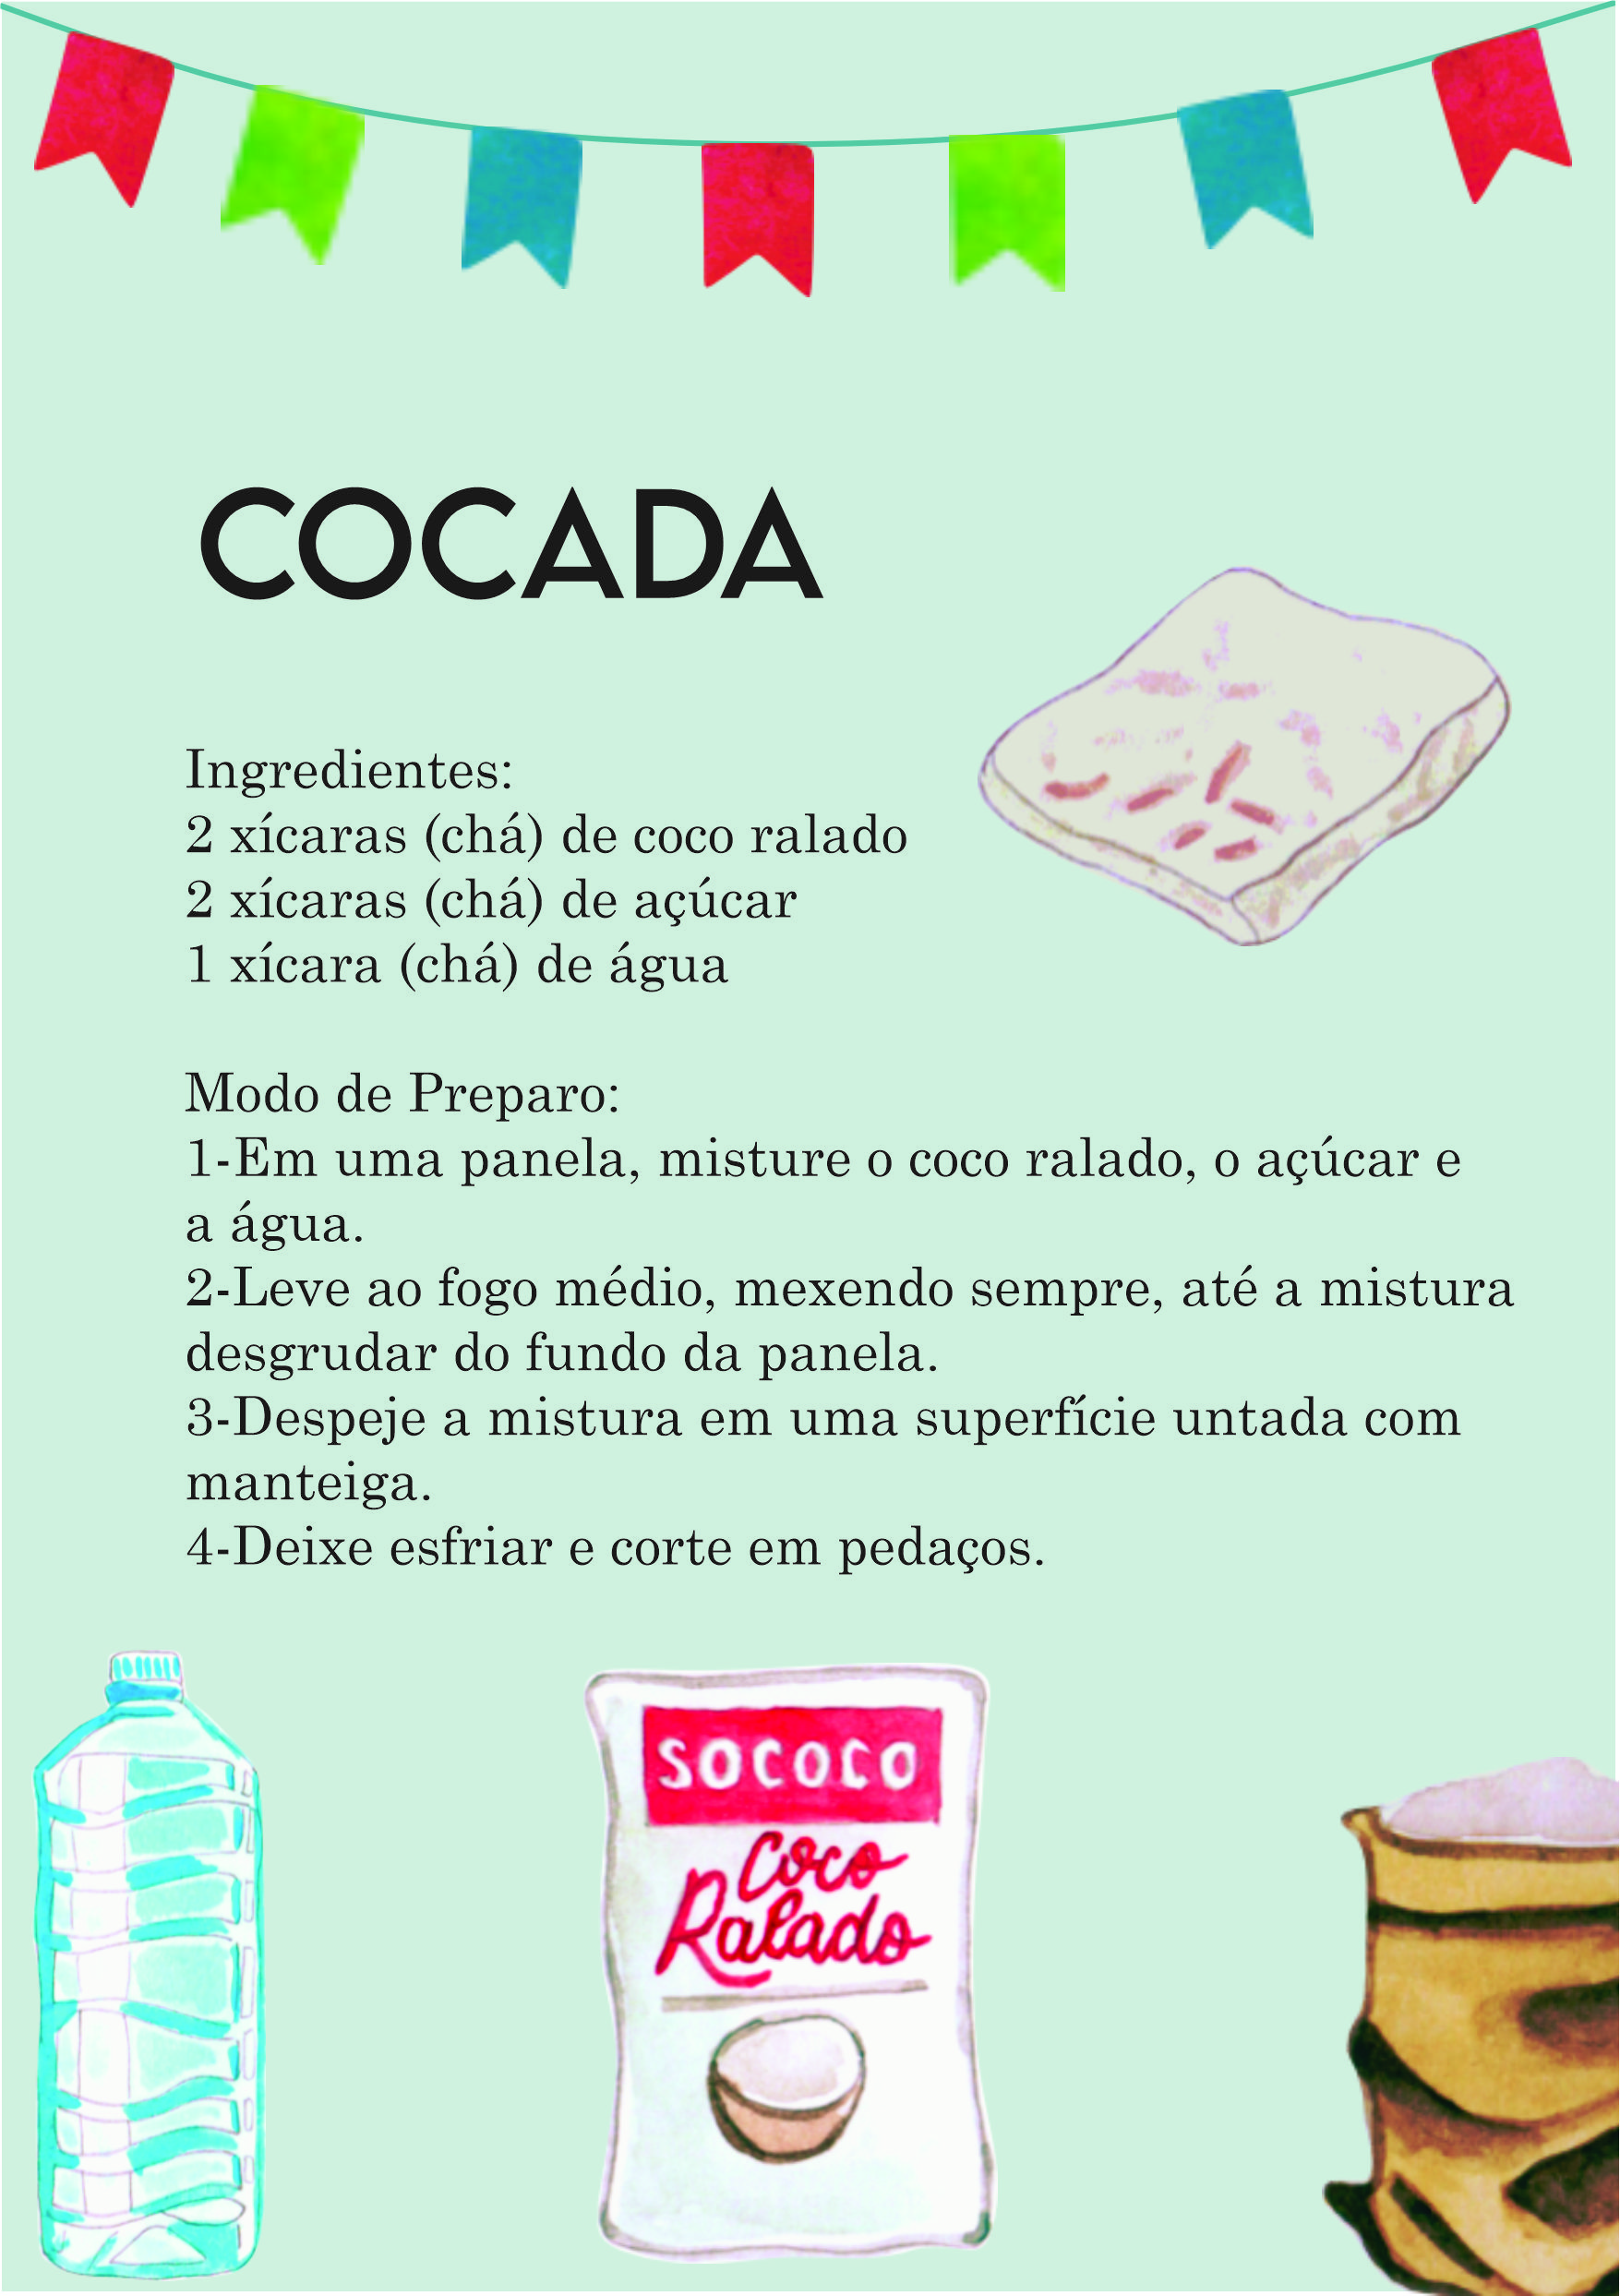 COCADA
Ingredientes:
2 xícaras (chá) de coco ralado
2 xícaras (chá) de açúcar
1 xícara (chá) de água
Modo de Preparo:
1-Em uma panela, misture o coco ralado, o açúcar e
a água.
2-Leve ao fogo médio, mexendo sempre, até a mistura
desgrudar do fundo da panela.
3-Despeje a mistura em uma superfície untada com
manteiga.
4-Deixe esfriar e corte em pedaços.
SOCOCO
Coco
Ralado